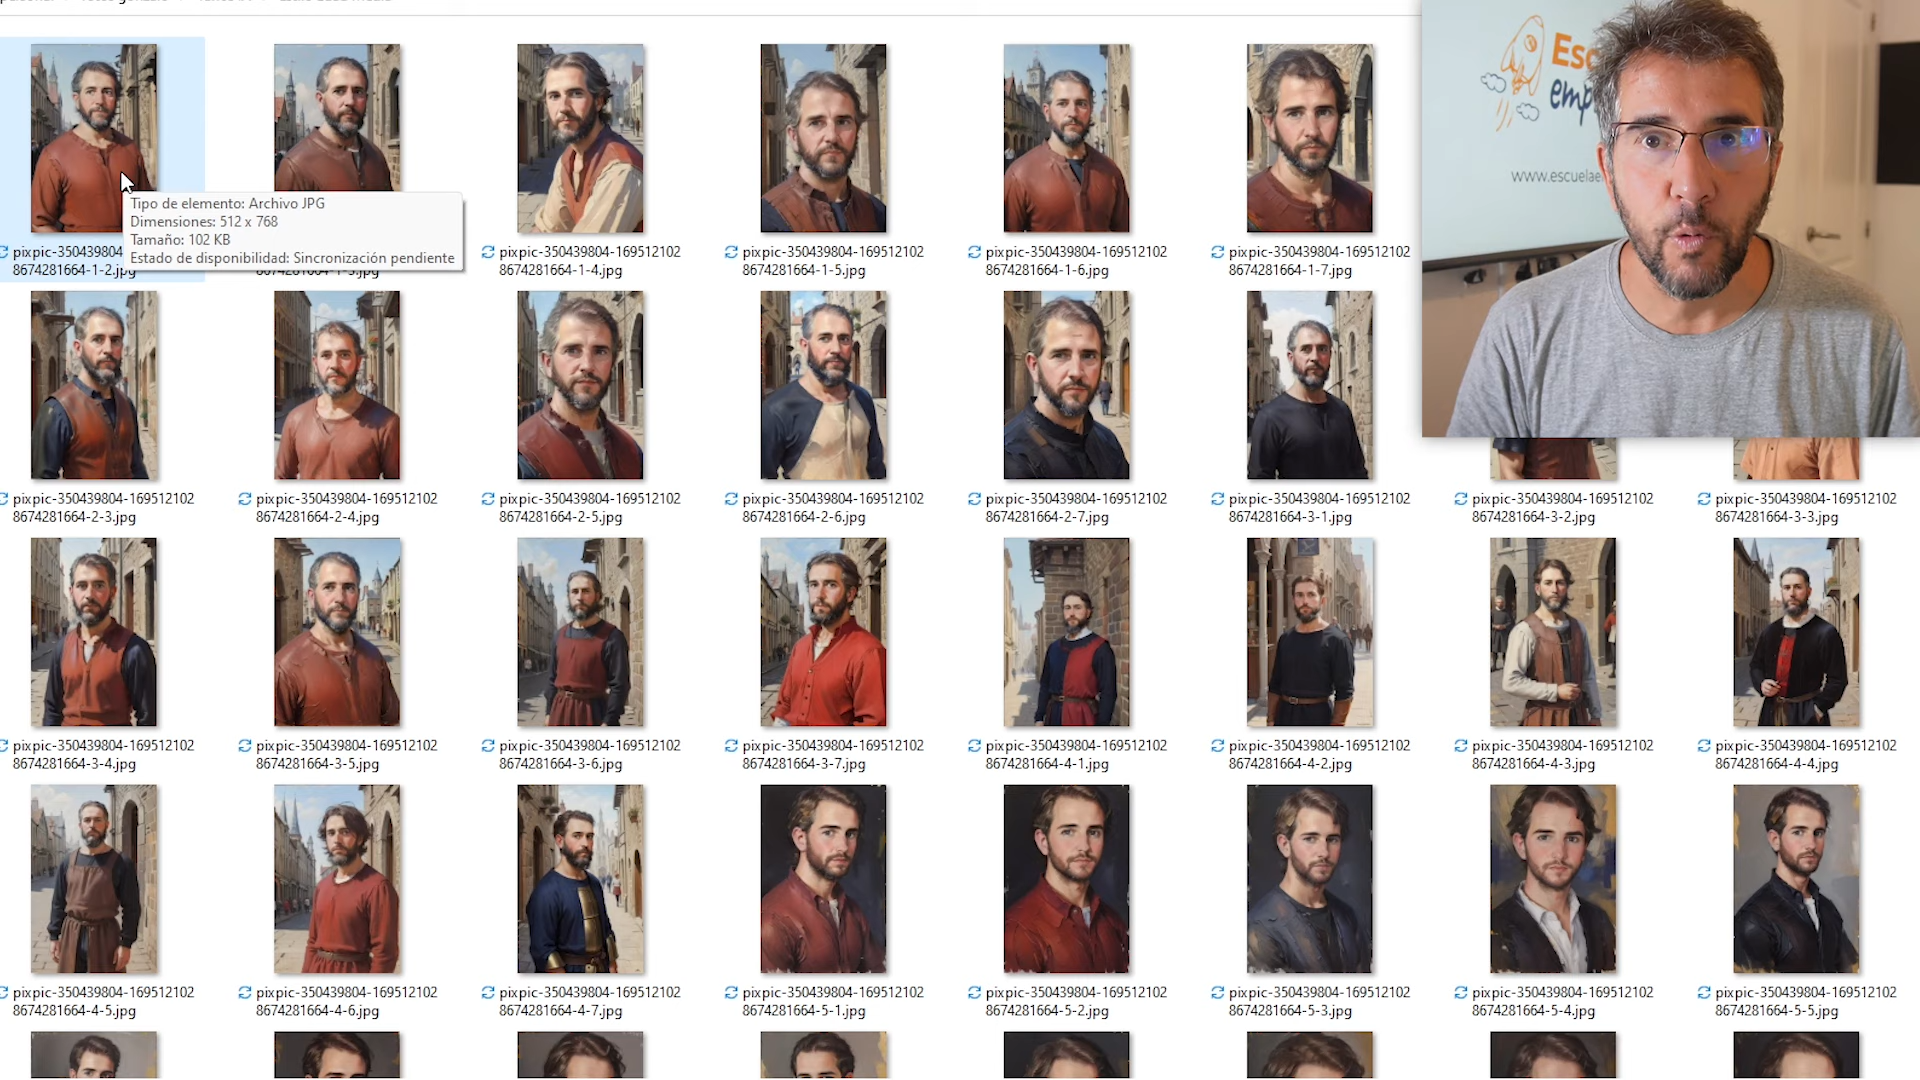 Esc
emp
www.escuelae
Tipo de elemento: Archivo JPG
Dimensiones: 512 x 768
Tamaño: 102 KB
Estado de disponibilidad: Sincronización pendiente
pixpic-350439804
8674281664-1-2.jpg
8674281664-1-3.jpg
pixpic-350439804-169512102
8674281664-1-4.jpg
pixpic-350439804-169512102
8674281664-1-5.jpg
pixpic-350439804-169512102
8674281664-1-6.jpg
pixpic-350439804-169512102
8674281664-1-7.jpg
pixpic-350439804-169512102
8674281664-2-3.jpg
pixpic-350439804-169512102
8674281664-2-4.jpg
pixpic-350439804-169512102
8674281664-2-5.jpg
pixpic-350439804-169512102
8674281664-2-6.jpg
pixpic-350439804-169512102
8674281664-2-7.jpg
pixpic-350439804-169512102
8674281664-3-1.jpg
pixpic-350439804-169512102
8674281664-3-2.jpg
pixpic-350439804-169512102
8674281664-3-3.jpg
pixpic-350439804-169512102
8674281664-3-4.jpg
pixpic-350439804-169512102
8674281664-3-5.jpg
pixpic-350439804-169512102
8674281664-3-6.jpg
pixpic-350439804-169512102
8674281664-3-7.jpg
pixpic-350439804-169512102
8674281664-4-1.jpg
pixpic-350439804-169512102
8674281664-4-2.jpg
pixpic-350439804-169512102
8674281664-4-3.jpg
pixpic-350439804-169512102
8674281664-4-4.jpg
pixpic-350439804-169512102
8674281664-4-5.jpg
pixpic-350439804-169512102
8674281664-4-6.jpg
pixpic-350439804-169512102
8674281664-4-7.jpg
pixpic-350439804-169512102
8674281664-5-1.jpg
pixpic-350439804-169512102
8674281664-5-2.jpg
pixpic-350439804-169512102
8674281664-5-3.jpg
pixpic-350439804-169512102
8674281664-5-4.jpg
pixpic-350439804-169512102
8674281664-5-5.jpg